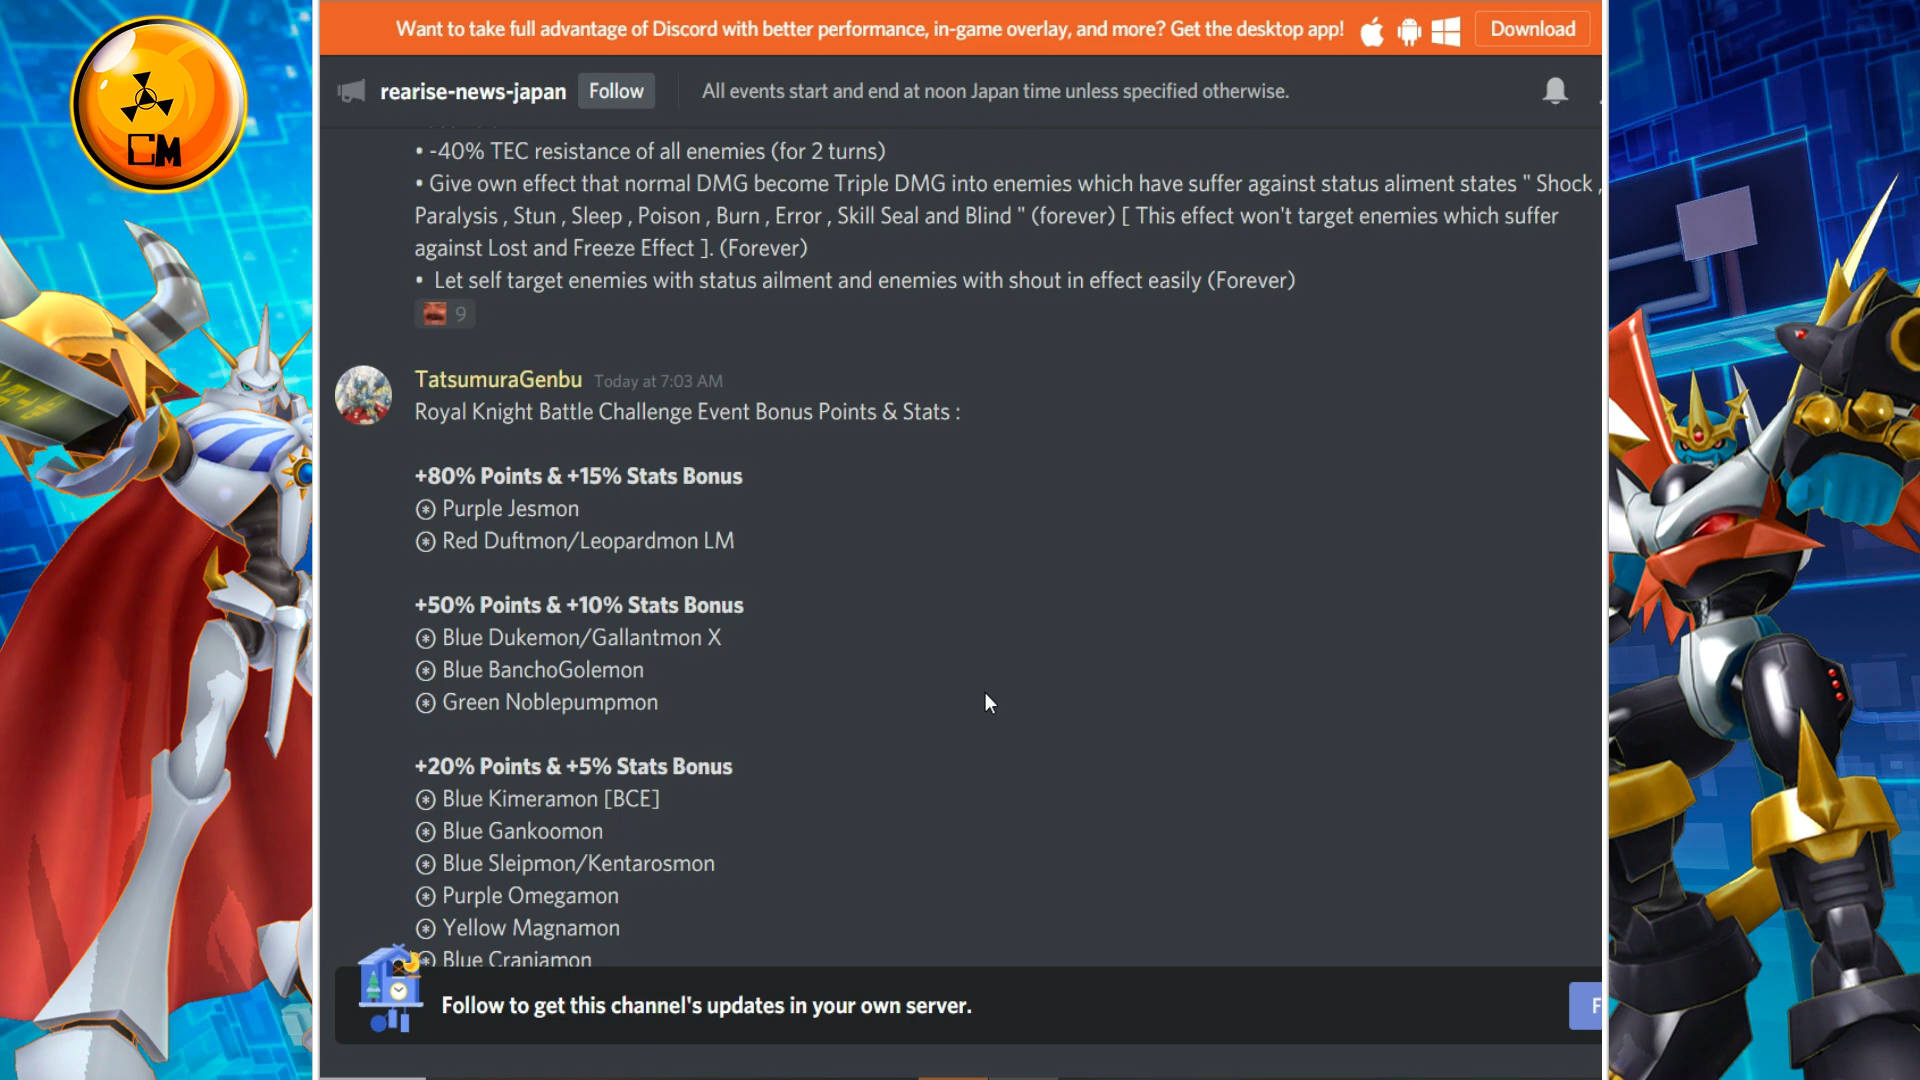 CM
Want to take full advantage of Discord with better performance, in-game overlay, and more? Get the desktop app!
Download
rearise-news-japan
Follow
All events start and end at noon Japan time unless specified otherwise.
• -40% TEC resistance of all enemies (for 2 turns)
• Give own effect that normal DMG become Triple DMG into enemies which have suffer against status aliment states " Shock ,
Paralysis , Stun , Sleep , Poison , Burn , Error , Skill Seal and Blind " (forever) [ This effect won't target enemies which suffer
against Lost and Freeze Effect ]. (Forever)
• Let self target enemies with status ailment and enemies with shout in effect easily (Forever)
9
TatsumuraGenbu Today at 7:03 AM
Royal Knight Battle Challenge Event Bonus Points & Stats :
+80% Points & +15% Stats Bonus
Purple Jesmon
Red Duftmon/Leopardmon LM
+50% Points & +10% Stats Bonus
Blue Dukemon/Gallantmon X
Blue BanchoGolemon
Green Noblepumpmon
+20% Points & +5% Stats Bonus
Blue Kimeramon [BCE]
Blue Gankoomon
Blue Sleipmon/Kentarosmon
Purple Omegamon
Yellow Magnamon
Blue Craniamon
Follow to get this channel's updates in your own server.
F